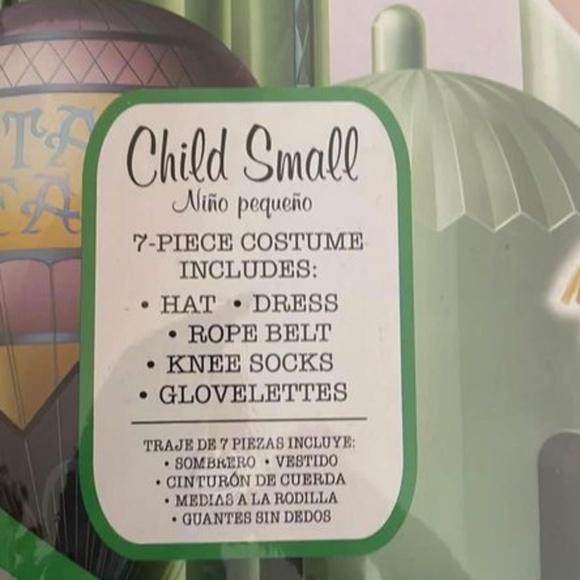 Child Small
Niño pequeño
7-PIECE COSTUME
INCLUDES:
• HAT • DRESS
• ROPE BELT
• KNEE SOCKS
• GLOVELETTES
TRAJE DE 7 PIEZAS INCLUYE:
• SOMBRERO • VESTIDO
• CINTURÓN DE CUERDA
• MEDIAS A LA RODILLA
• GUANTES SIN DEDOS